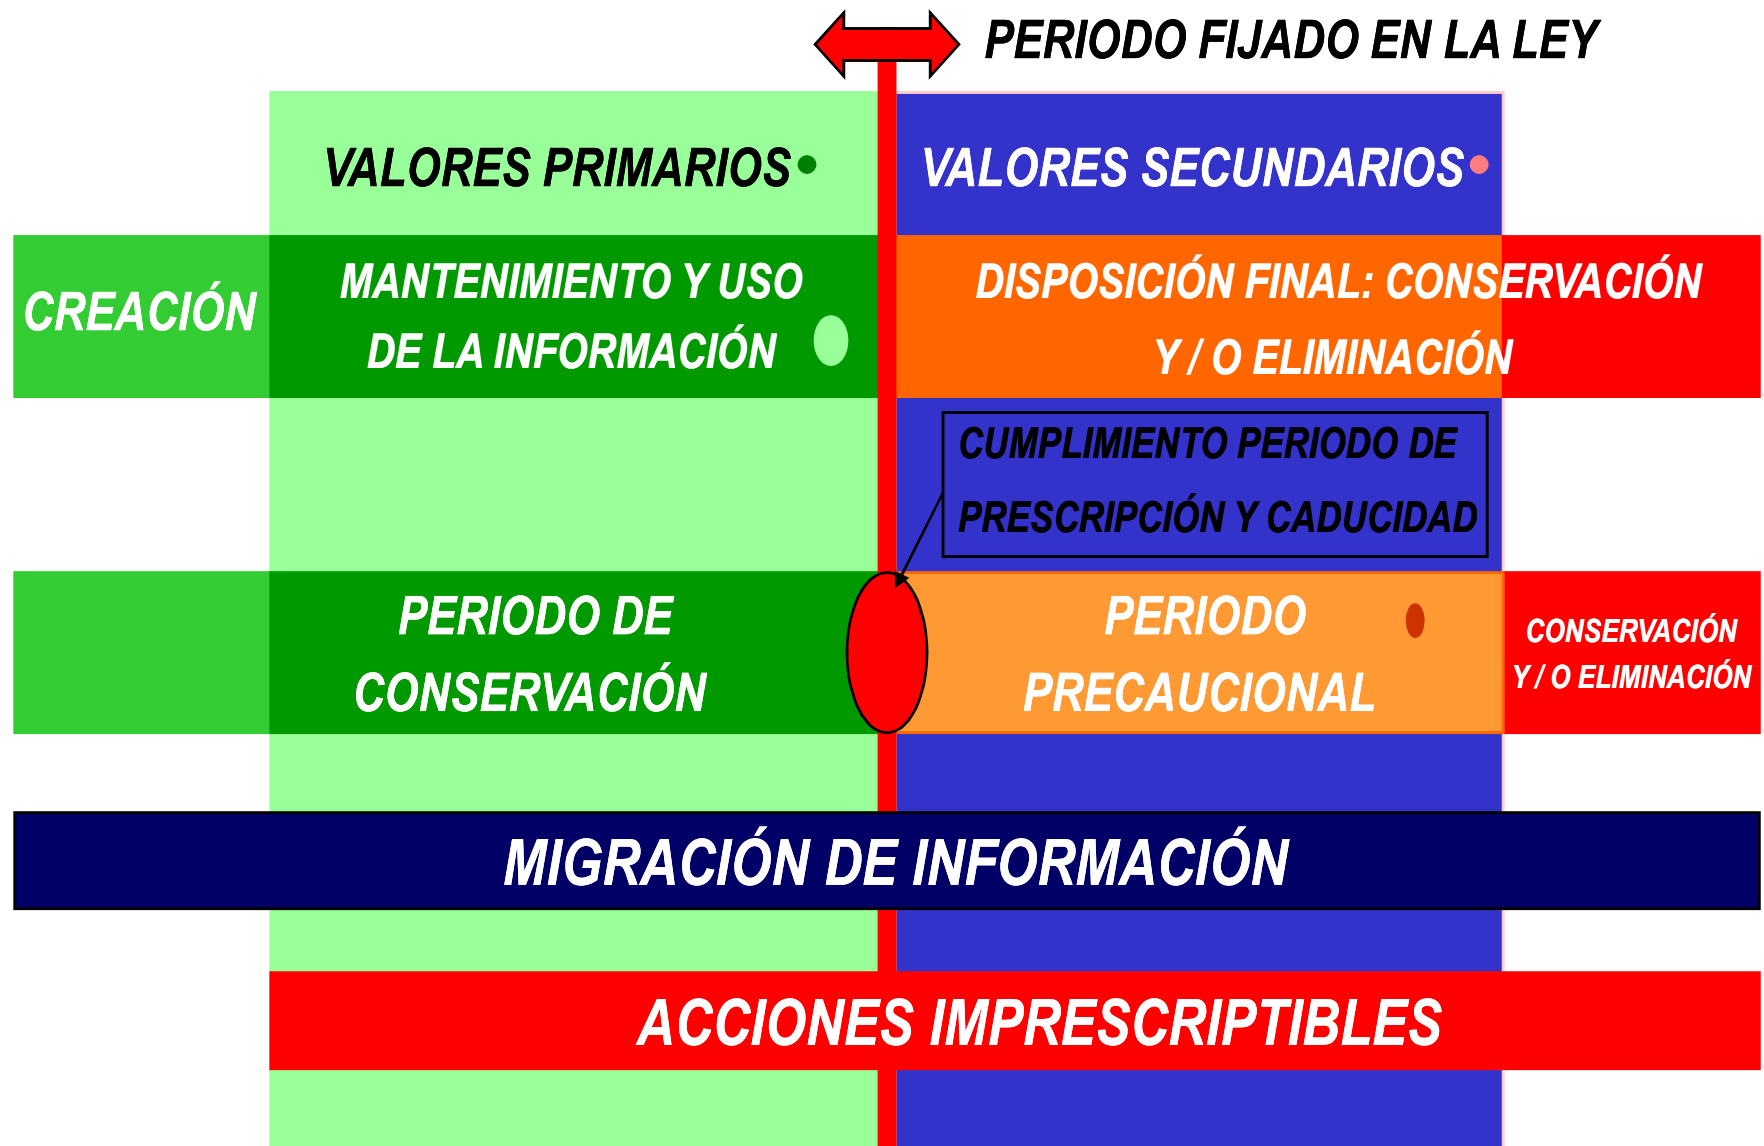 PERIODO FIJADO EN LA LEY
VALORES PRIMARIOS
VALORES SECUNDARIOS
CREACIÓN
MANTENIMIENTO Y USO
DE LA INFORMACIÓN
DISPOSICIÓN FINAL: CONSERVACIÓN
Y / O ELIMINACIÓN
CUMPLIMIENTO PERIODO DE
PRESCRIPCIÓN Y CADUCIDAD
PERIODO DE
CONSERVACIÓN
PERIODO
PRECAUCIONAL
CONSERVACIÓN
Y / O ELIMINACIÓN
MIGRACIÓN DE INFORMACIÓN
ACCIONES IMPRESCRIPTIBLES